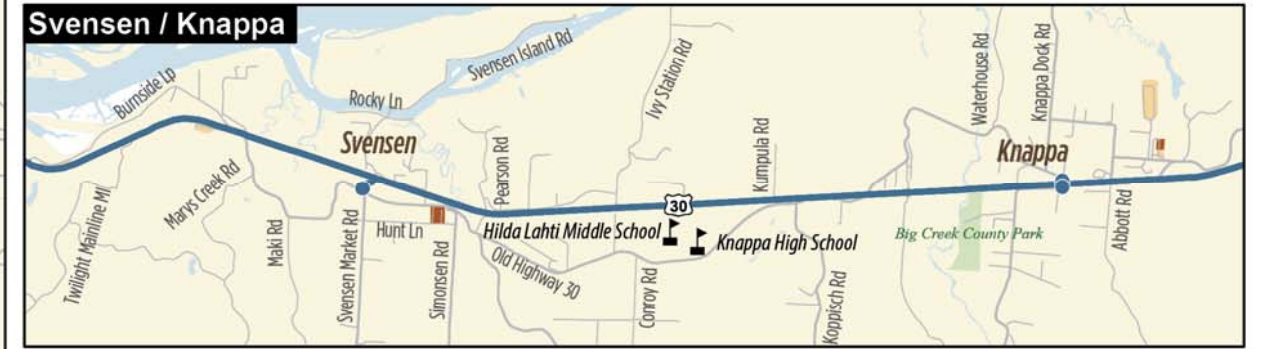 Svensen / Knappa
Burnside Lp
Svensen Island Rd
Rocky Ln
Ivy Station Rd
Waterhouse Rd
Knappa Dock Rd
Svensen
Pearson Rd
Kumpula Rd
Knappa
Twilight Mainline Ml
Marys Creek Rd
Maki Rd
Svensen Market Rd
Hunt Ln
Simonsen Rd
30
Hilda Lahti Middle School
Knappa High School
Big Creek County Park
Abbott Rd
Old Highway 30
Conroy Rd
Koppisch Rd